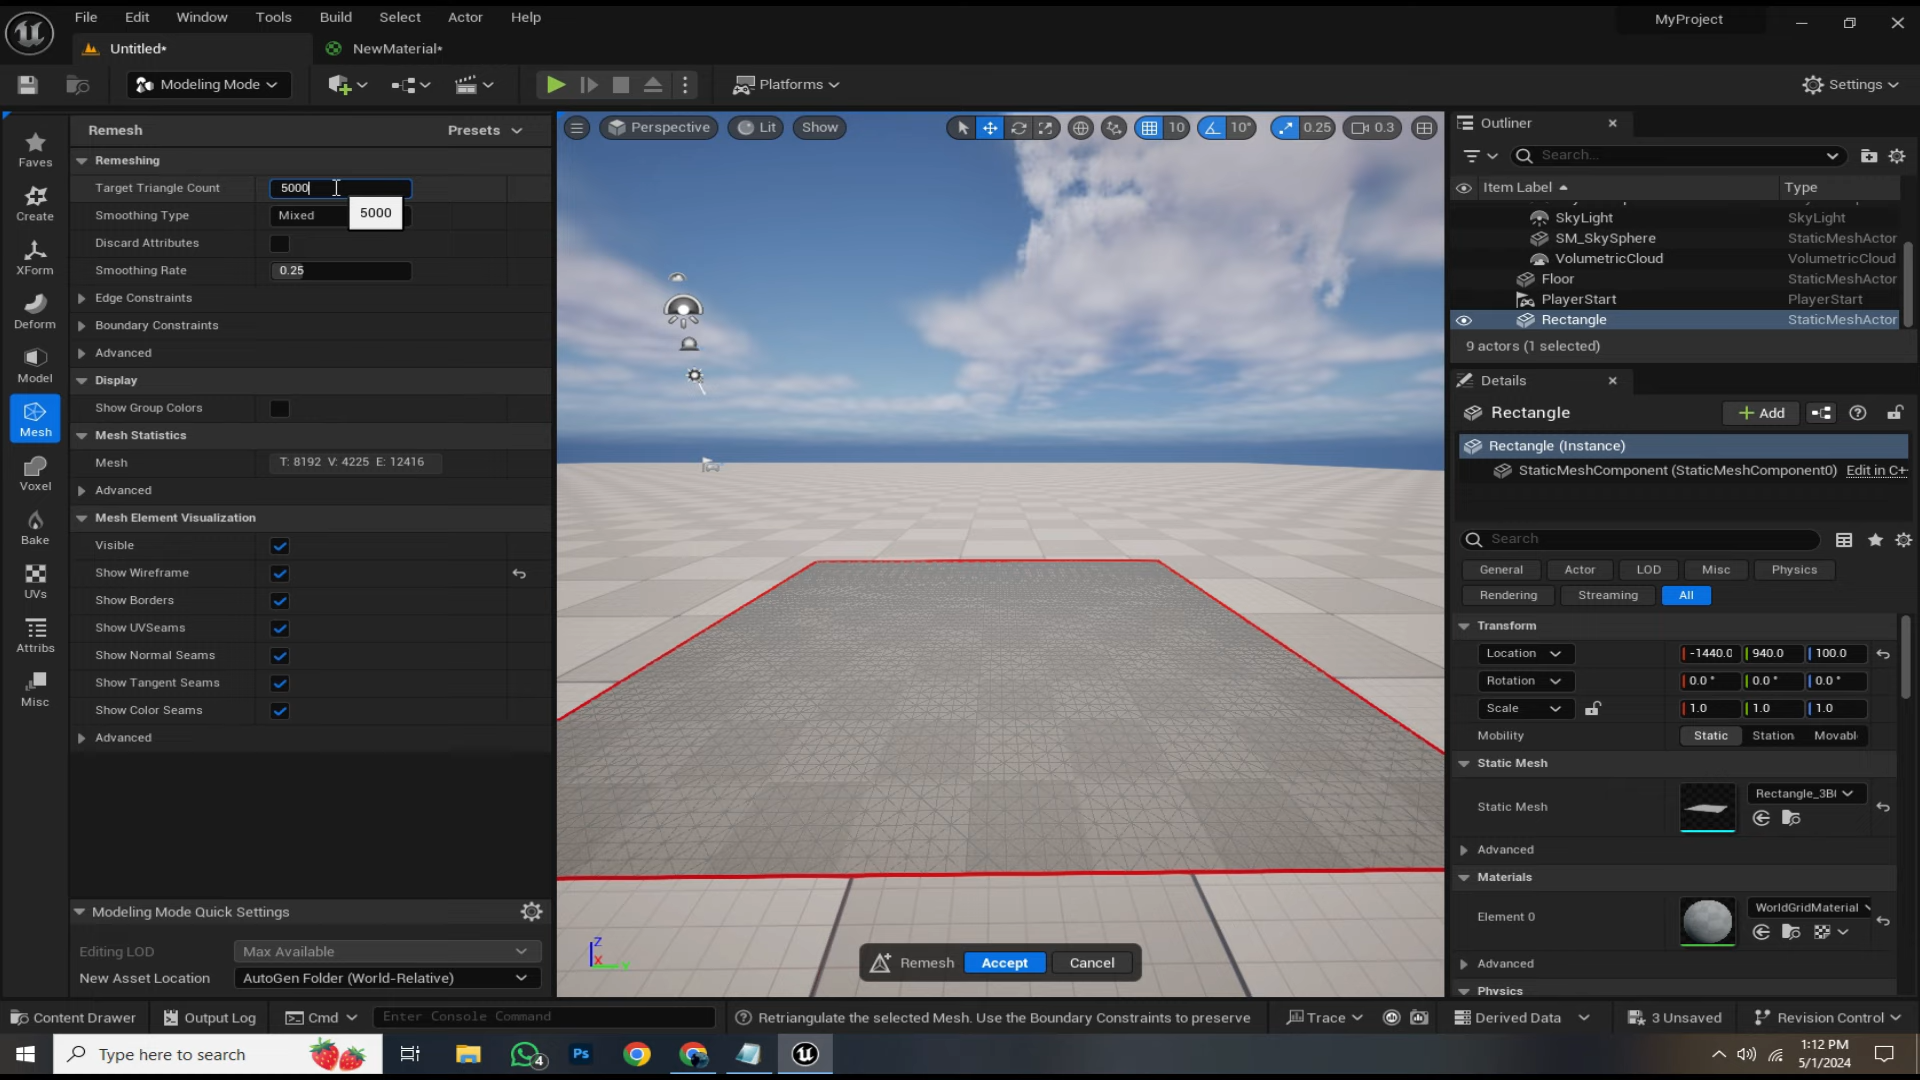 File Edit Window Tools Build Select Actor Help
MyProject
Untitled*
NewMaterial*
Modeling Mode
Platforms
Settings
Remesh
Presets
Remeshing
Target Triangle Count 5000
5000
Smoothing Type Mixed
Discard Attributes
Smoothing Rate 0.25
Edge Constraints
Boundary Constraints
Advanced
Display
Show Group Colors
Mesh Statistics
Mesh T: 8192 V: 4225 E: 12416
Advanced
Mesh Element Visualization
Visible
Show Wireframe
Show Borders
Show UVSeams
Show Normal Seams
Show Tangent Seams
Show Color Seams
Advanced
Modeling Mode Quick Settings
Editing LOD Max Available
New Asset Location AutoGen Folder (World-Relative)
Faves
Create
XForm
Deform
Model
Mesh
Voxel
Bake
UVs
Attribs
Misc
Perspective Lit Show 10 10° 0.25 0.3
Z
X
Y
Remesh Accept Cancel
Outliner
Search...
Item Label Type
SkyLight SkyLight
SM_SkySphere StaticMeshActor
VolumetricCloud VolumetricCloud
Floor StaticMeshActor
PlayerStart PlayerStart
Rectangle StaticMeshActor
9 actors (1 selected)
Details
Rectangle
Add
Rectangle (Instance)
StaticMeshComponent (StaticMeshComponent0) Edit in C+
Search
General Actor LOD Misc Physics
Rendering Streaming All
Transform
Location -1440.0 940.0 100.0
Rotation 0.0 ° 0.0 ° 0.0 °
Scale 1.0 1.0 1.0
Mobility Static Station Movabl
Static Mesh
Static Mesh Rectangle_3B
Advanced
Materials
Element 0 WorldGridMaterial
Advanced
Physics
Content Drawer Output Log Cmd Enter Console Command
Retriangulate the selected Mesh. Use the Boundary Constraints to preserve
Trace Derived Data 3 Unsaved Revision Control
Type here to search
4
Ps
1:12 PM
5/1/2024